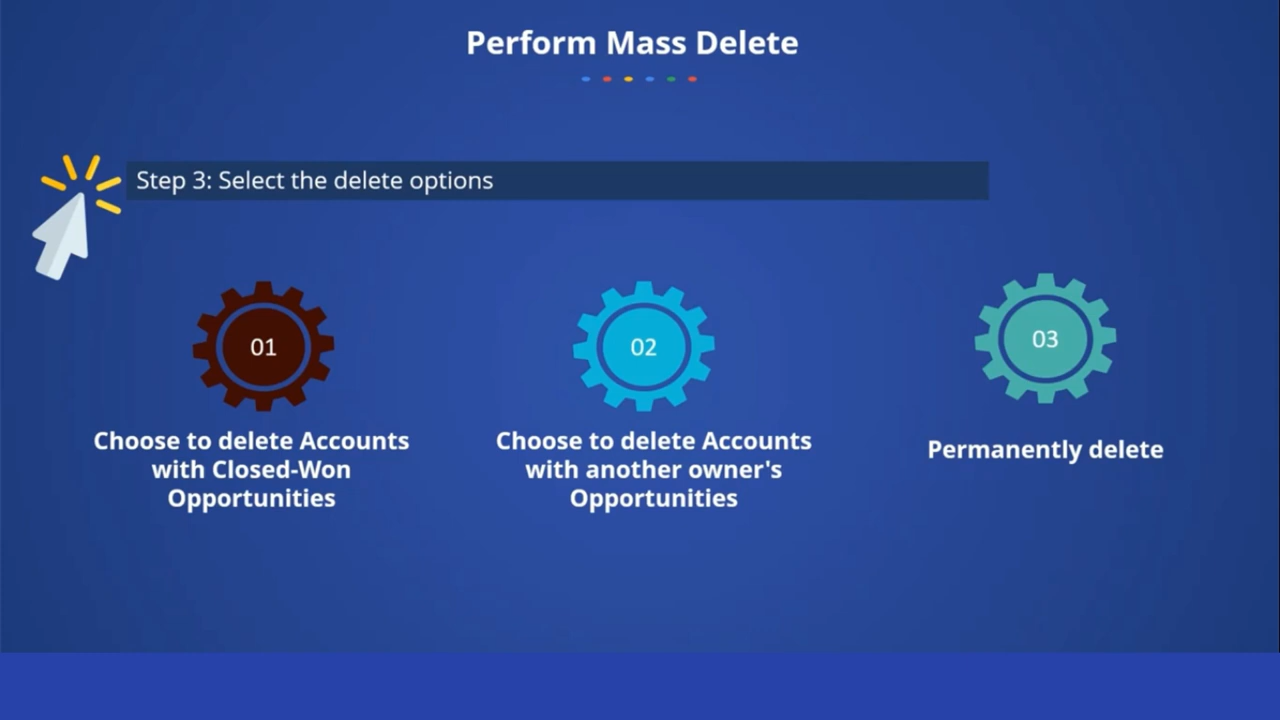 Perform Mass Delete
Step 3: Select the delete options
01
02
03
Choose to delete Accounts
with Closed-Won
Opportunities
Choose to delete Accounts
with another owner's
Opportunities
Permanently delete